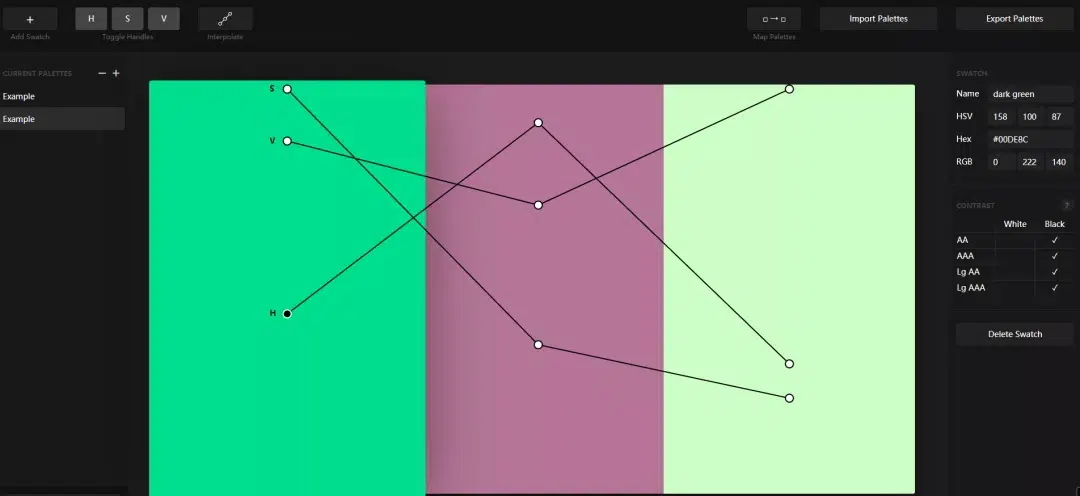 +
H S V
□→□
Import Palettes
Export Palettes
Add Swatch
Toggle Handles
Interpolate
Map Palettes
CURRENT PALETTES
− +
Example
Example
S
V
H
SWATCH
Name dark green
HSV 158 100 87
Hex #00DE8C
RGB 0 222 140
CONTRAST ?
White Black
AA ✓
AAA ✓
Lg AA ✓
Lg AAA ✓
Delete Swatch